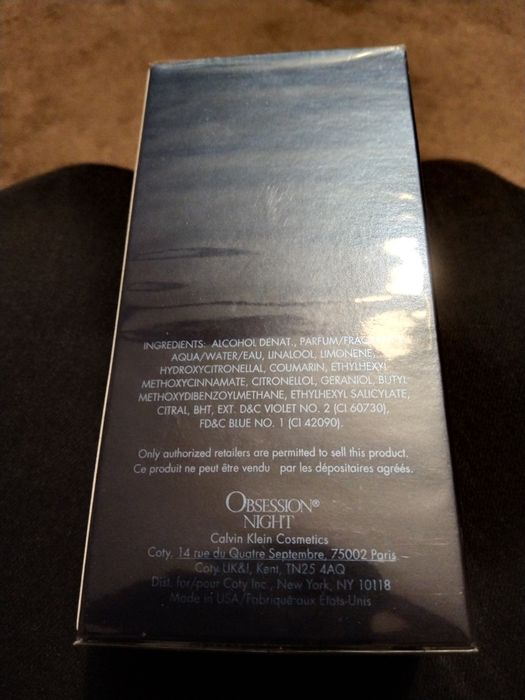 INGREDIENTS: ALCOHOL DENAT., PARFUM/FRAGRANCE,
AQUA/WATER/EAU, LINALOOL, LIMONENE,
HYDROXYCITRONELLAL, COUMARIN, ETHYLHEXYL
METHOXYCINNAMATE, CITRONELLOL, GERANIOL, BUTYL
METHOXYDIBENZOYLMETHANE, ETHYLHEXYL SALICYLATE,
CITRAL, BHT, EXT. D&C VIOLET NO. 2 (CI 60730),
FD&C BLUE NO. 1 (CI 42090).
Only authorized retailers are permitted to sell this product.
Ce produit ne peut être vendu par les dépositaires agréés.
OBSESSION®
NIGHT
Calvin Klein Cosmetics
Coty, 14 rue du Quatre Septembre, 75002 Paris
Coty UK&I, Kent, TN25 4AQ
Dist. for/pour Coty Inc., New York, NY 10118
Made in USA/Fabriqué aux États-Unis